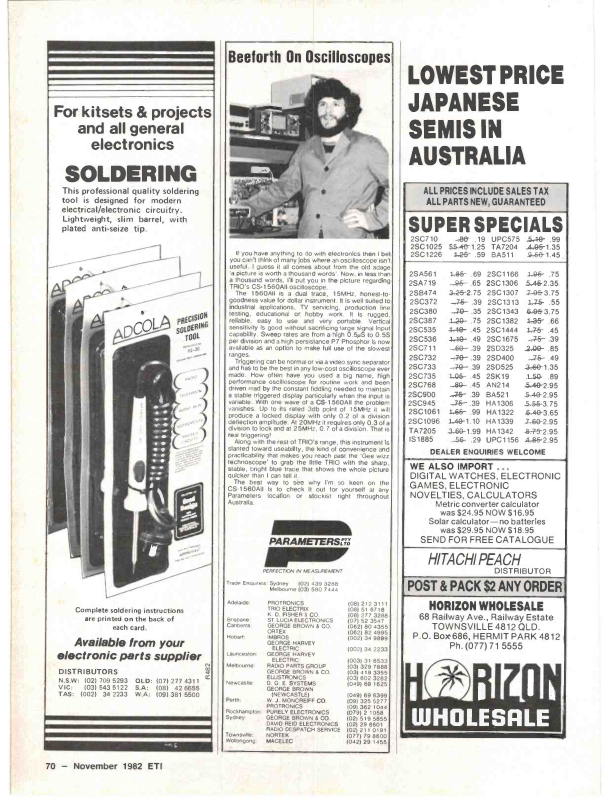 For kitsets & projects
and all general
electronics
SOLDERING
This professional quality soldering
tool is designed for modern
electrical/electronic circuitry.
Lightweight, slim barrel, with
plated anti-seize tip.
ADCOLA
PRECISION
SOLDERING
TOOL
Complete soldering instructions
are printed on the back of
each card.
Available from your
electronic parts supplier
DISTRIBUTORS
N.S.W: (02) 709 5293 QLD: (07) 277 4311
VIC: (03) 543 5122 S.A: (08) 42 6655
TAS: (002) 34 2233 W.A: (09) 381 5500
Beeforth On Oscilloscopes
If you have anything to do with electronics then I bet
you can't think of many jobs where an oscilloscope isn't
useful. I guess it all comes about from the old adage
'a picture is worth a thousand words'. Now, in less than
a thousand words, I'll put you in the picture regarding
TRIO's CS-1560AII oscilloscope.
The 1560AII is a dual trace, 15MHz, honest-to-
goodness value for dollar instrument. It is well suited to
industrial applications, TV servicing, production line
testing, educational or hobby work. It is rugged,
reliable, easy to use and very portable. Vertical
sensitivity is good without sacrificing large signal input
capability. Sweep rates are from a high 0.5µS to 0.5S
per division and a high persistance P7 Phosphor is now
available as an option to make full use of the slowest
ranges.
Triggering can be normal or via a video sync separator
and has to be the best in any low-cost oscilloscope ever
made. How often have you used a big name, high
performance oscilloscope for routine work and been
driven mad by the constant fiddling needed to maintain
a stable triggered display particularly when the input is
variable. With one wave of a CS-1560AII the problem
vanishes. Up to its rated 3db point of 15MHz it will
produce a locked display with only 0.2 of a division
deflection amplitude. At 20MHz it requires only 0.3 of a
division to lock and at 25MHz, 0.7 of a division. That is
real triggering!
Along with the rest of TRIO's range, this instrument is
slanted toward useability, the kind of convenience and
practicability that makes you reach past the 'Gee wizz
technoscope' to grab the little TRIO with the sharp,
stable, bright blue trace that shows the whole picture
quicker than I can sell it.
The best way to see why I'm so keen on the
CS-1560AII is to check it out for yourself at any
Parameters location or stockist right throughout
Australia.
PARAMETERS PTY LTD
PERFECTION IN MEASUREMENT
Trade Enquiries: Sydney (02) 439 3288
Melbourne (03) 580 7444
Adelaide: PROTRONICS (08) 212 3111
TRIO ELECTRIX (08) 51 6718
K. D. FISHER & CO. (08) 277 3288
Brisbane: ST. LUCIA ELECTRONICS (07) 52 3547
Canberra: GEORGE BROWN & CO. (062) 80 4355
ORTEX (062) 82 4995
Hobart: IMBROS (002) 34 9899
GEORGE HARVEY
ELECTRIC (002) 34 2233
Launceston: GEORGE HARVEY
ELECTRIC (003) 31 6533
Melbourne: RADIO PARTS GROUP (03) 329 7888
GEORGE BROWN & CO. (03) 419 3355
ELLISTRONICS (03) 602 3282
Newcastle: D. G. E. SYSTEMS (049) 69 1625
GEORGE BROWN
(NEWCASTLE) (049) 69 6399
Perth: W. J. MONCRIEFF CO. (09) 325 5277
PROTRONICS (09) 362 1044
Rockhampton: PURELY ELECTRONICS (079) 2 1058
Sydney: GEORGE BROWN & CO. (02) 519 5855
DAVID REID ELECTRONICS (02) 29 6601
RADIO DESPATCH SERVICE (02) 211 0191
Townsville: NORTEK (077) 79 8600
Wollongong: MACELEC (042) 29 1455
LOWEST PRICE
JAPANESE
SEMIS IN
AUSTRALIA
ALL PRICES INCLUDE SALES TAX
ALL PARTS NEW, GUARANTEED
SUPER SPECIALS
2SC710 .80 .19 UPC575 5.10 .99
2SC1025 $5.40 1.25 TA7204 4.05 1.35
2SC1226 1.25 .59 BA511 9.60 1.45
2SA561 1.85 .69 2SC1166 1.96 .75
2SA719 .95 .65 2SC1306 5.45 2.35
2SB474 3.25 2.75 2SC1307 7.95 3.75
2SC372 .75 .39 2SC1313 1.75 .55
2SC380 .70 .35 2SC1343 6.99 3.75
2SC387 1.20 .75 2SC1382 1.35 .66
2SC535 1.10 .45 2SC1444 1.75 .45
2SC536 1.10 .49 2SC1675 .75 .39
2SC711 .60 .39 2SD325 2.00 .85
2SC732 .70 .39 2SD400 .75 .49
2SC733 .70 .39 2SD525 3.60 1.35
2SC735 1.05 .45 2SK19 1.50 .89
2SC768 .80 .45 AN214 5.40 2.95
2SC900 .75 .39 BA521 5.40 2.95
2SC945 .75 .39 HA1306 5.55 3.75
2SC1061 1.65 .99 HA1322 6.40 3.65
2SC1096 1.40 1.10 HA1339 7.60 2.95
TA7205 3.60 1.99 HA1342 8.75 2.95
IS1885 .56 .29 UPC1156 4.85 2.95
DEALER ENQUIRIES WELCOME
WE ALSO IMPORT ...
DIGITAL WATCHES, ELECTRONIC
GAMES, ELECTRONIC
NOVELTIES, CALCULATORS
Metric converter calculator
was $24.95 NOW $16.95
Solar calculator — no batteries
was $29.95 NOW $18.95
SEND FOR FREE CATALOGUE
HITACHI PEACH
DISTRIBUTOR
POST & PACK $2 ANY ORDER
HORIZON WHOLESALE
68 Railway Ave., Railway Estate
TOWNSVILLE 4812 QLD.
P.O. Box 686, HERMIT PARK 4812
Ph. (077) 71 5555
HORIZON
WHOLESALE
70 – November 1982 ETI